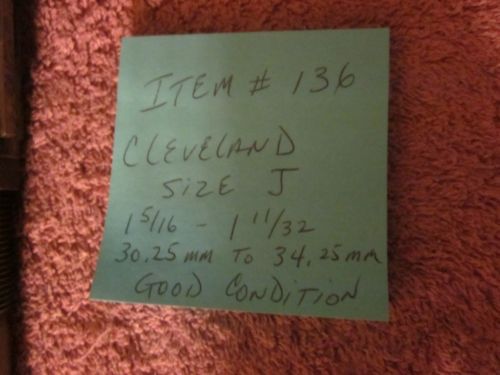 ITEM # 136
CLEVELAND
SIZE J
1 5/16 - 1 11/32
30.25 mm TO 34.25 mm
GOOD CONDITION